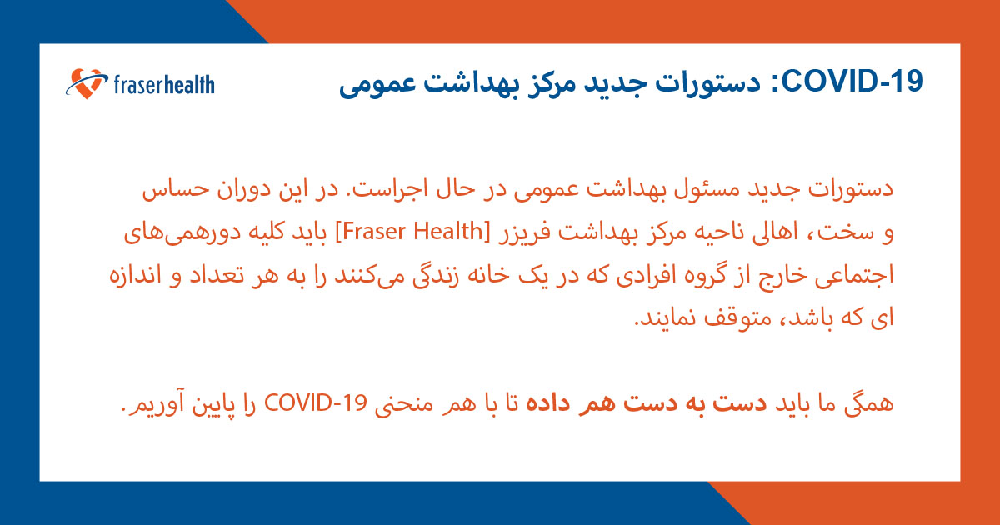 fraserhealth
COVID-19: دستورات جدید مرکز بهداشت عمومی
دستورات جدید مسئول بهداشت عمومی در حال اجراست. در این دوران حساس
و سخت، اهالی ناحیه مرکز بهداشت فریزر [Fraser Health] باید کلیه دورهمی‌های
اجتماعی خارج از گروه افرادی که در یک خانه زندگی می‌کنند را به هر تعداد و اندازه
ای که باشد، متوقف نمایند.
همگی ما باید دست به دست هم داده تا با هم منحنی COVID-19 را پایین آوریم.